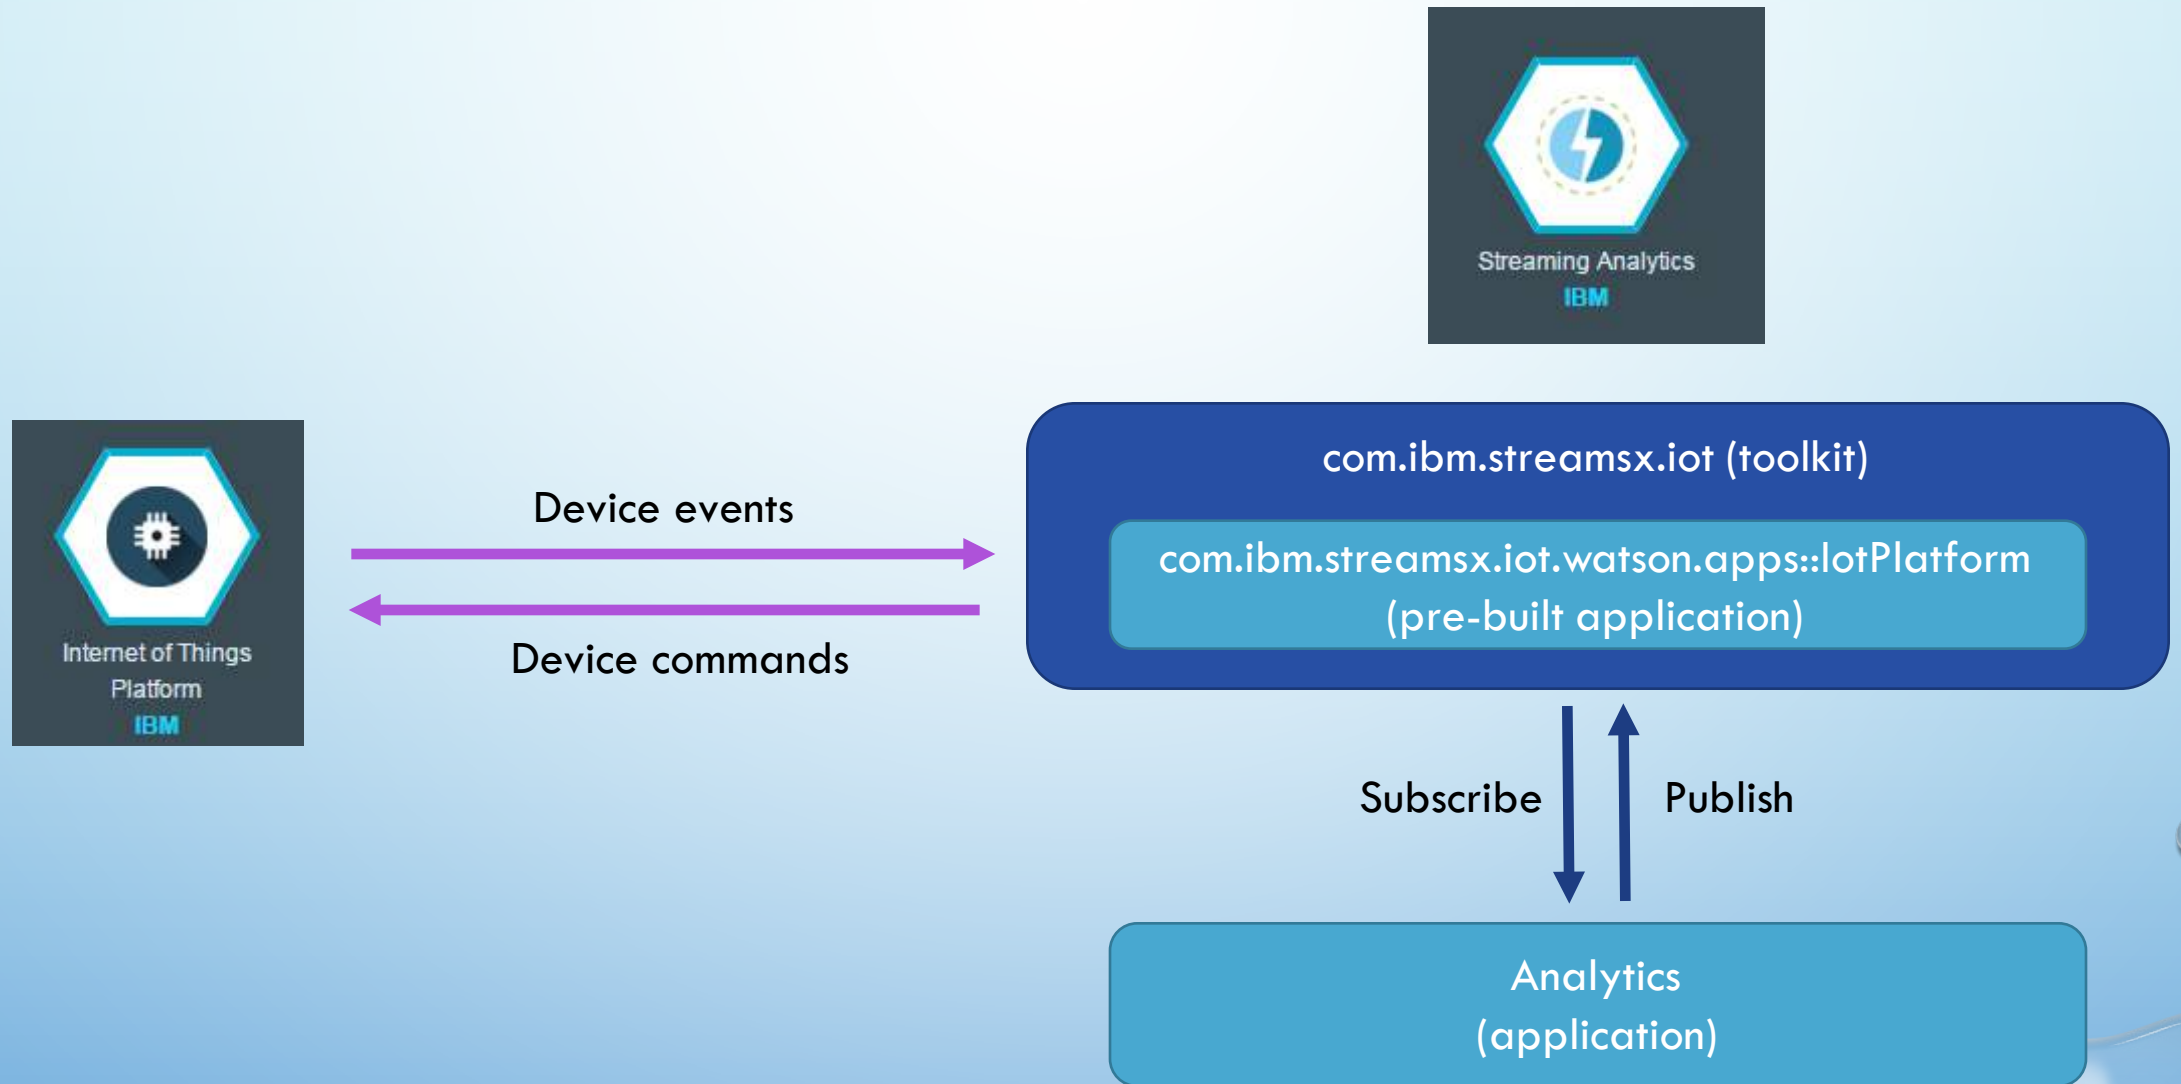 Streaming Analytics
IBM
Internet of Things
Platform
IBM
Device events
Device commands
com.ibm.streamsx.iot (toolkit)
com.ibm.streamsx.iot.watson.apps::IotPlatform
(pre-built application)
Subscribe
Publish
Analytics
(application)